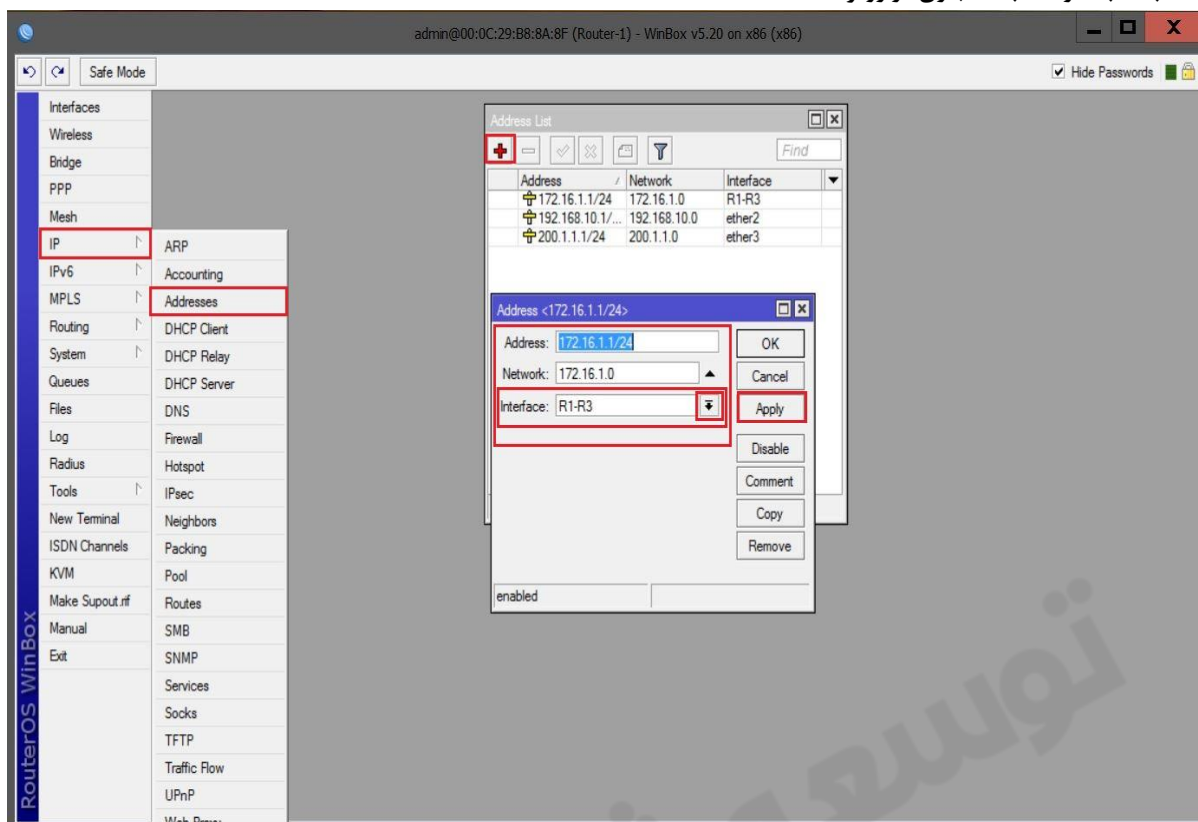 admin@00:0C:29:B8:8A:8F (Router-1) - WinBox v5.20 on x86 (x86)
Safe Mode
Hide Passwords
Interfaces
Wireless
Bridge
PPP
Mesh
IP
IPv6
MPLS
Routing
System
Queues
Files
Log
Radius
Tools
New Terminal
ISDN Channels
KVM
Make Supout.rif
Manual
Exit
RouterOS WinBox
ARP
Accounting
Addresses
DHCP Client
DHCP Relay
DHCP Server
DNS
Firewall
Hotspot
IPsec
Neighbors
Packing
Pool
Routes
SMB
SNMP
Services
Socks
TFTP
Traffic Flow
UPnP
Address List
Find
Address Network Interface
172.16.1.1/24 172.16.1.0 R1-R3
192.168.10.1/... 192.168.10.0 ether2
200.1.1.1/24 200.1.1.0 ether3
Address <172.16.1.1/24>
Address: 172.16.1.1/24
Network: 172.16.1.0
Interface: R1-R3
OK
Cancel
Apply
Disable
Comment
Copy
Remove
enabled